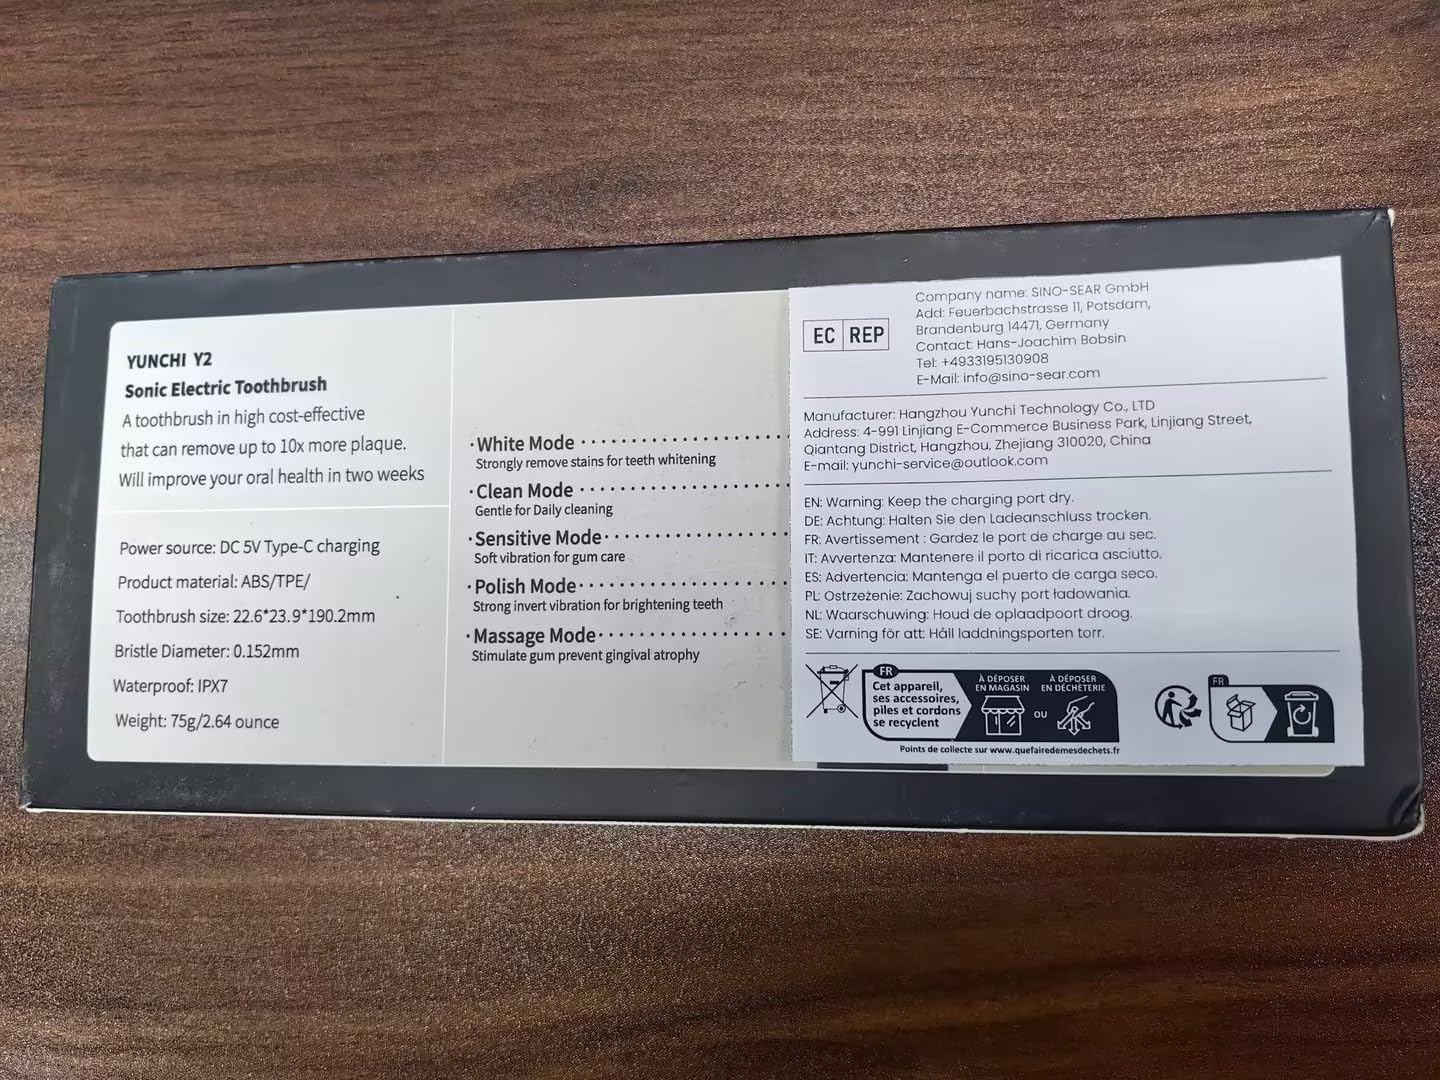 YUNCHI Y2
Sonic Electric Toothbrush
A toothbrush in high cost-effective
that can remove up to 10x more plaque.
Will improve your oral health in two weeks
Power source: DC 5V Type-C charging
Product material: ABS/TPE/
Toothbrush size: 22.6*23.9*190.2mm
Bristle Diameter: 0.152mm
Waterproof: IPX7
Weight: 75g/2.64 ounce
·White Mode
Strongly remove stains for teeth whitening
·Clean Mode
Gentle for Daily cleaning
·Sensitive Mode
Soft vibration for gum care
·Polish Mode
Strong invert vibration for brightening teeth
·Massage Mode
Stimulate gum prevent gingival atrophy
EC REP
Company name: SINO-SEAR GmbH
Add: Feuerbachstrasse 11, Potsdam,
Brandenburg 14471, Germany
Contact: Hans-Joachim Bobsin
Tel: +4933195130908
E-Mail: info@sino-sear.com
Manufacturer: Hangzhou Yunchi Technology Co., LTD
Address: 4-991 Linjiang E-Commerce Business Park, Linjiang Street,
Qiantang District, Hangzhou, Zhejiang 310020, China
E-mail: yunchi-service@outlook.com
EN: Warning: Keep the charging port dry.
DE: Achtung: Halten Sie den Ladeanschluss trocken.
FR: Avertissement : Gardez le port de charge au sec.
IT: Avvertenza: Mantenere il porto di ricarica asciutto.
ES: Advertencia: Mantenga el puerto de carga seco.
PL: Ostrzeżenie: Zachowuj suchy port ładowania.
NL: Waarschuwing: Houd de oplaadpoort droog.
SE: Varning för att: Håll laddningsporten torr.
FR
Cet appareil,
ses accessoires,
piles et cordons
se recyclent
À DÉPOSER
EN MAGASIN
OU
À DÉPOSER
EN DÉCHÈTERIE
Points de collecte sur www.quefairedemesdechets.fr
FR